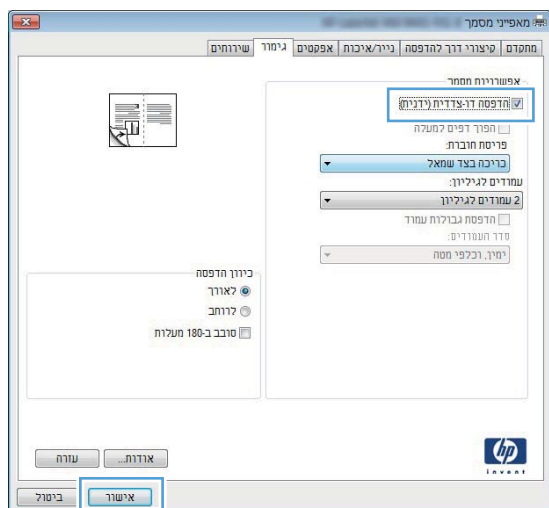 מאפייני מסמך
מתקדם
קיצורי דרך להדפסה
נייר/איכות
אפקטים
גימור
שירותים
אפשרויות מסמך
הדפסה דו-צדדית (ידנית)
הפוך דפים למעלה
פריסת חוברת:
כריכה בצד שמאל
עמודים לגיליון:
2 עמודים לגיליון
הדפסת גבולות עמוד
סדר העמודים:
ימין, וכלפי מטה
כיוון הדפסה
לאורך
לרוחב
סובב ב-180 מעלות
אודות...
עזרה
hp
invent
אישור
ביטול